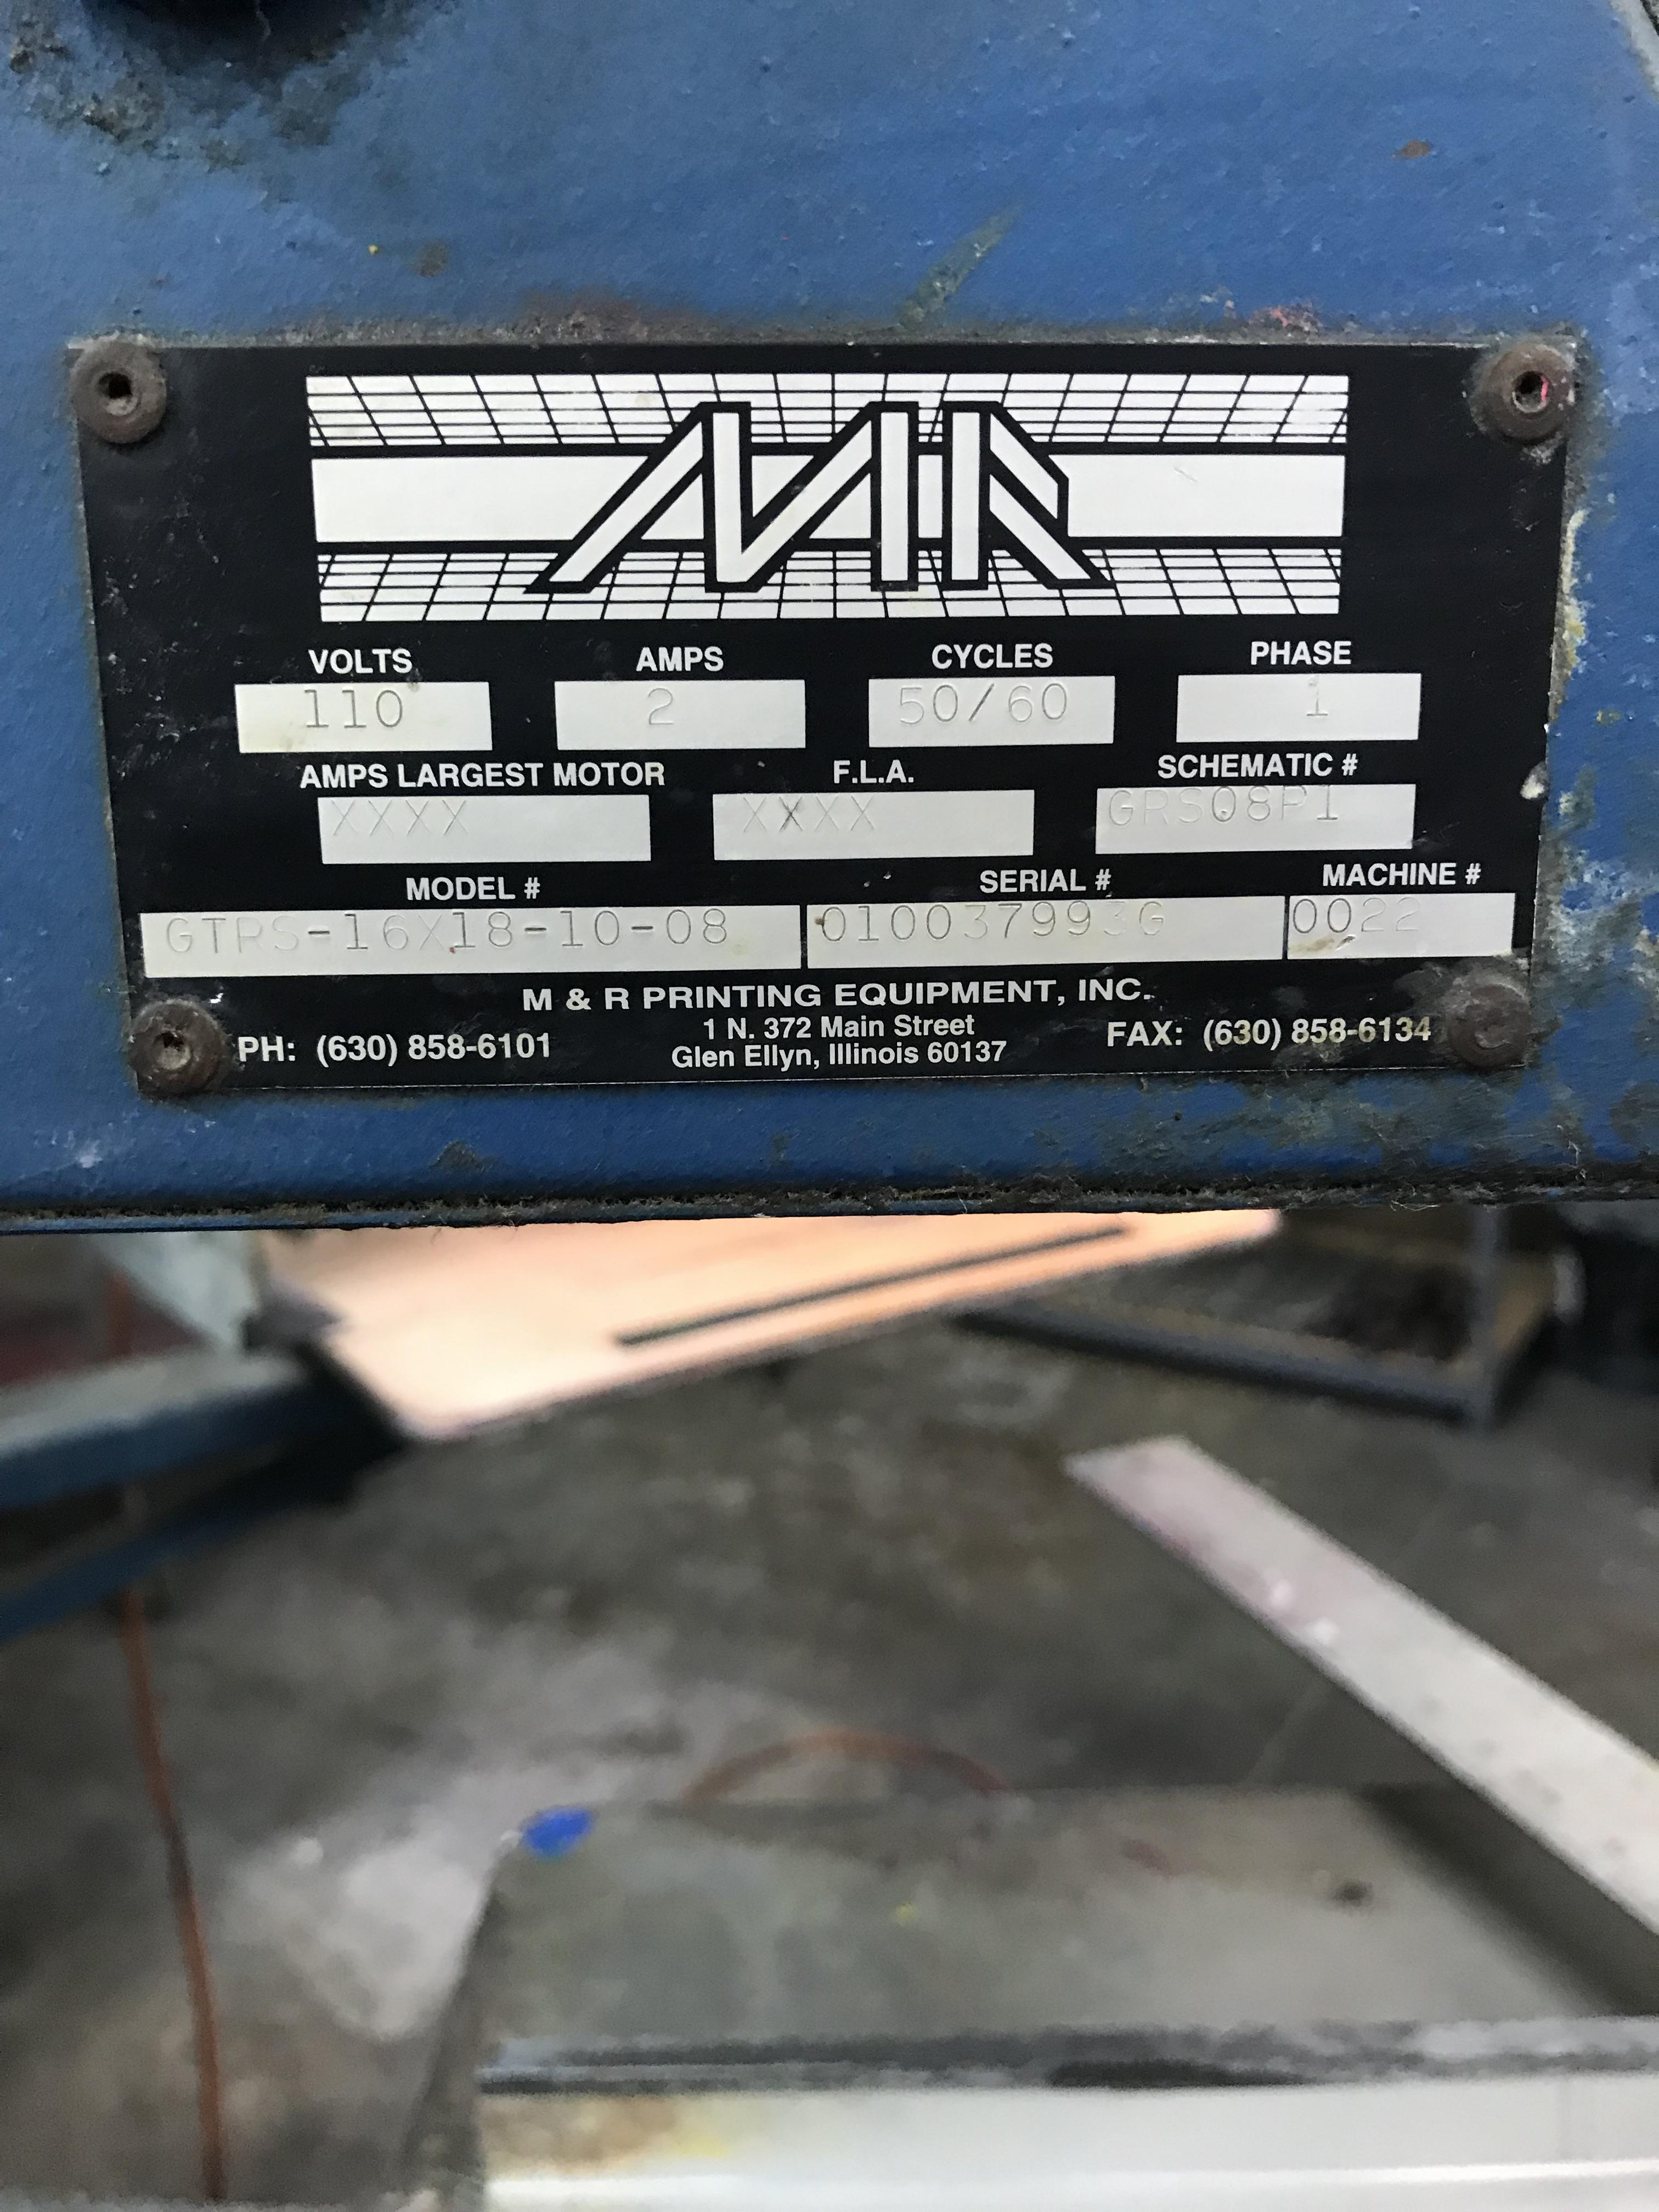 MR
VOLTS AMPS CYCLES PHASE
110 2 50/60 1
AMPS LARGEST MOTOR F.L.A. SCHEMATIC #
XXXX XXXX GRS08P1
MODEL # SERIAL # MACHINE #
GTRS-16X18-10-08 010037993G 0022
M & R PRINTING EQUIPMENT, INC.
1 N. 372 Main Street
PH: (630) 858-6101 Glen Ellyn, Illinois 60137 FAX: (630) 858-6134